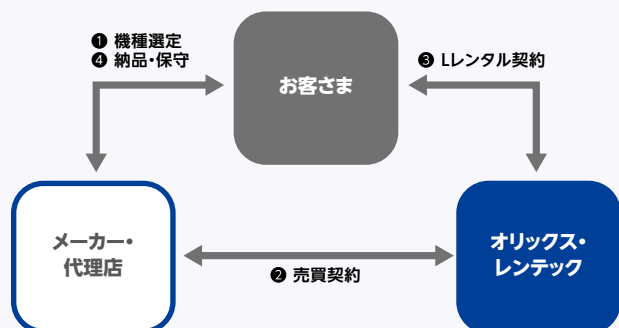 ❶ 機種選定
❹ 納品・保守
お客さま
❸ Lレンタル契約
メーカー・
代理店
❷ 売買契約
オリックス・
レンテック